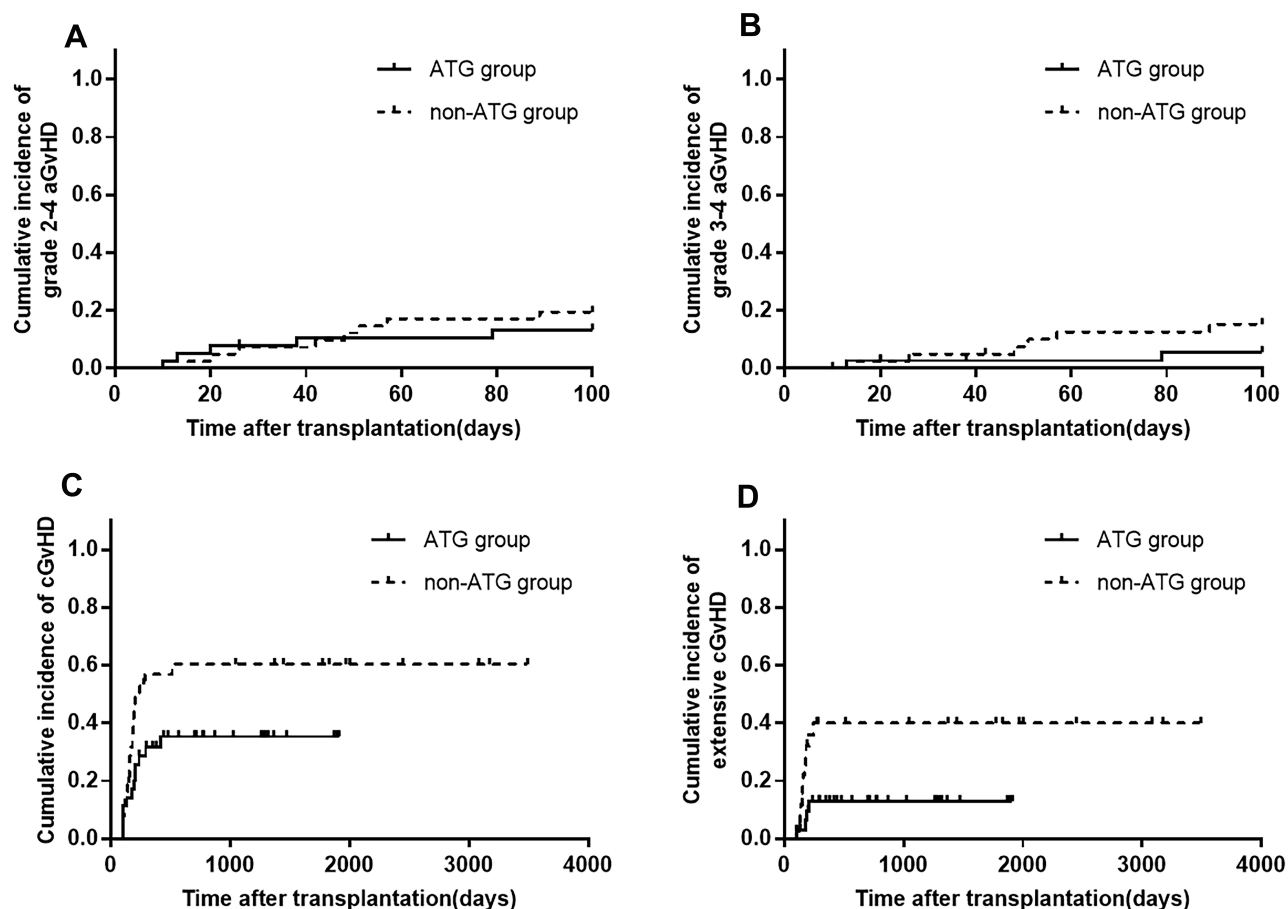 A
Cumulative incidence of
grade 2-4 aGvHD
1.0
0.8
0.6
0.4
0.2
0.0
0
20
40
60
80
100
Time after transplantation(days)
ATG group
non-ATG group
B
Cumulative incidence of
grade 3-4 aGvHD
1.0
0.8
0.6
0.4
0.2
0.0
0
20
40
60
80
100
Time after transplantation(days)
ATG group
non-ATG group
C
Cumulative incidence of cGvHD
1.0
0.8
0.6
0.4
0.2
0.0
0
1000
2000
3000
4000
Time after transplantation(days)
ATG group
non-ATG group
D
Cumulative incidence of
extensive cGvHD
1.0
0.8
0.6
0.4
0.2
0.0
0
1000
2000
3000
4000
Time after transplantation(days)
ATG group
non-ATG group